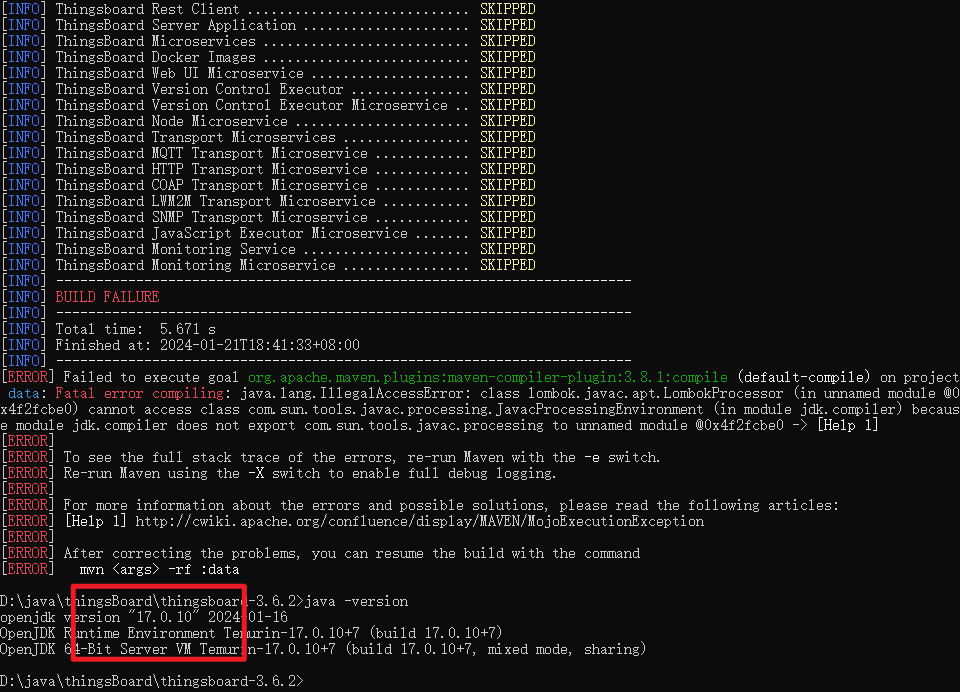 [INFO] Thingsboard Rest Client ............................ SKIPPED
[INFO] ThingsBoard Server Application ..................... SKIPPED
[INFO] ThingsBoard Microservices .......................... SKIPPED
[INFO] ThingsBoard Docker Images .......................... SKIPPED
[INFO] ThingsBoard Web UI Microservice .................... SKIPPED
[INFO] ThingsBoard Version Control Executor ............... SKIPPED
[INFO] ThingsBoard Version Control Executor Microservice .. SKIPPED
[INFO] ThingsBoard Node Microservice ...................... SKIPPED
[INFO] ThingsBoard Transport Microservices ................ SKIPPED
[INFO] ThingsBoard MQTT Transport Microservice ............ SKIPPED
[INFO] ThingsBoard HTTP Transport Microservice ............ SKIPPED
[INFO] ThingsBoard COAP Transport Microservice ............ SKIPPED
[INFO] ThingsBoard LWM2M Transport Microservice ........... SKIPPED
[INFO] ThingsBoard SNMP Transport Microservice ............ SKIPPED
[INFO] ThingsBoard JavaScript Executor Microservice ....... SKIPPED
[INFO] ThingsBoard Monitoring Service ..................... SKIPPED
[INFO] ThingsBoard Monitoring Microservice ................ SKIPPED
[INFO] ------------------------------------------------------------------------
[INFO] BUILD FAILURE
[INFO] ------------------------------------------------------------------------
[INFO] Total time:  5.671 s
[INFO] Finished at: 2024-01-21T18:41:33+08:00
[INFO] ------------------------------------------------------------------------
[ERROR] Failed to execute goal org.apache.maven.plugins:maven-compiler-plugin:3.8.1:compile (default-compile) on project
 data: Fatal error compiling: java.lang.IllegalAccessError: class lombok.javac.apt.LombokProcessor (in unnamed module @0
x4f2fcbe0) cannot access class com.sun.tools.javac.processing.JavacProcessingEnvironment (in module jdk.compiler) becaus
e module jdk.compiler does not export com.sun.tools.javac.processing to unnamed module @0x4f2fcbe0 -> [Help 1]
[ERROR]
[ERROR] To see the full stack trace of the errors, re-run Maven with the -e switch.
[ERROR] Re-run Maven using the -X switch to enable full debug logging.
[ERROR]
[ERROR] For more information about the errors and possible solutions, please read the following articles:
[ERROR] [Help 1] http://cwiki.apache.org/confluence/display/MAVEN/MojoExecutionException
[ERROR]
[ERROR] After correcting the problems, you can resume the build with the command
[ERROR]   mvn <args> -rf :data
D:\java\thingsBoard\thingsboard-3.6.2>java -version
openjdk version "17.0.10" 2024-01-16
OpenJDK Runtime Environment Temurin-17.0.10+7 (build 17.0.10+7)
OpenJDK 64-Bit Server VM Temurin-17.0.10+7 (build 17.0.10+7, mixed mode, sharing)
D:\java\thingsBoard\thingsboard-3.6.2>